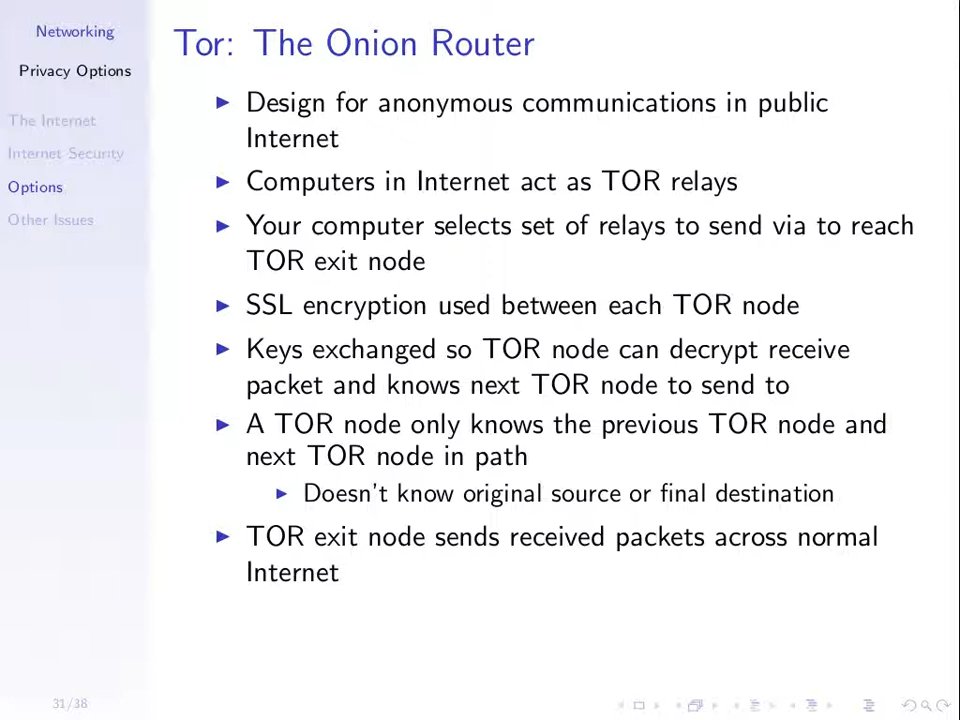 Networking
Privacy Options
The Internet
Internet Security
Options
Other Issues
Tor: The Onion Router
Design for anonymous communications in public
Internet
Computers in Internet act as TOR relays
Your computer selects set of relays to send via to reach
TOR exit node
SSL encryption used between each TOR node
Keys exchanged so TOR node can decrypt receive
packet and knows next TOR node to send to
A TOR node only knows the previous TOR node and
next TOR node in path
Doesn't know original source or final destination
TOR exit node sends received packets across normal
Internet
31/38